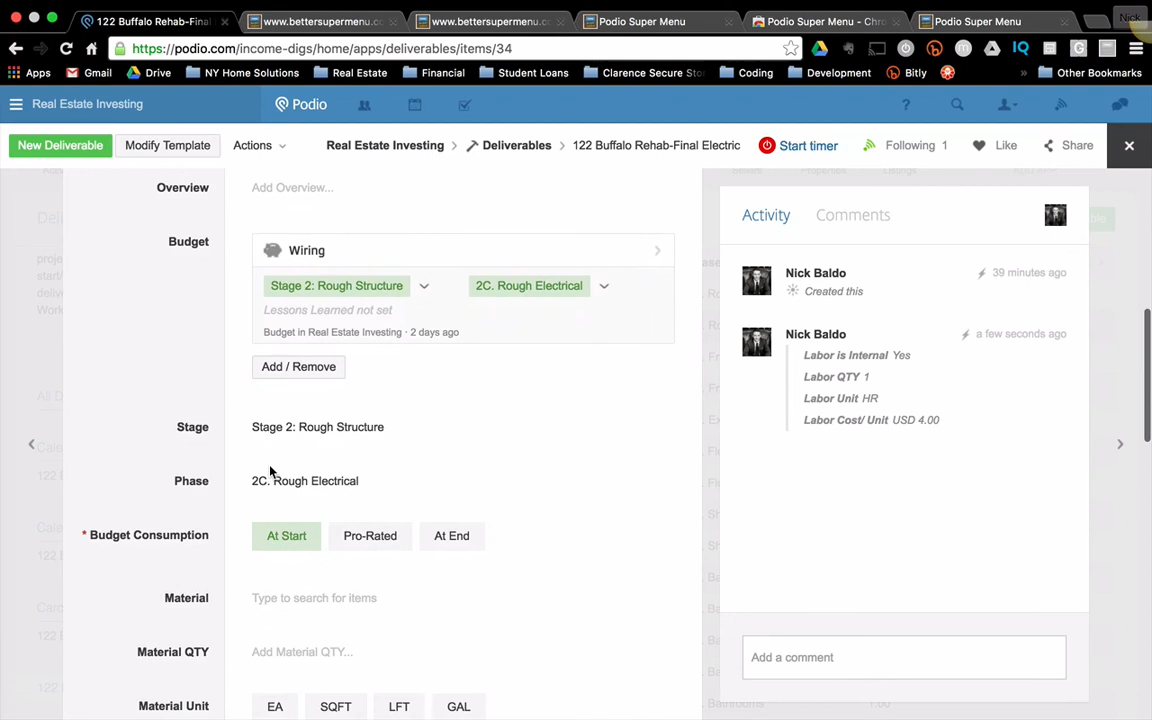 122 Buffalo Rehab-Final
www.bettersupermenu.co
www.bettersupermenu.c
Podio Super Menu
Podio Super Menu - Chro
Podio Super Menu
Nick
https://podio.com/income-digs/home/apps/deliverables/items/34
Apps
Gmail
Drive
NY Home Solutions
Real Estate
Financial
Student Loans
Clarence Secure Sto
Coding
Development
Bitly
»
Other Bookmarks
Real Estate Investing
Podio
New Deliverable
Modify Template
Actions
Real Estate Investing
Deliverables
122 Buffalo Rehab-Final Electric
Start timer
Following 1
Like
Share
Overview
Add Overview...
Budget
Wiring
Stage 2: Rough Structure
2C. Rough Electrical
Lessons Learned not set
Budget in Real Estate Investing · 2 days ago
Add / Remove
Stage
Stage 2: Rough Structure
Phase
2C. Rough Electrical
* Budget Consumption
At Start
Pro-Rated
At End
Material
Type to search for items
Material QTY
Add Material QTY...
Material Unit
EA
SQFT
LFT
GAL
Activity
Comments
Nick Baldo
39 minutes ago
Created this
Nick Baldo
a few seconds ago
Labor is Internal Yes
Labor QTY 1
Labor Unit HR
Labor Cost/ Unit USD 4.00
Add a comment